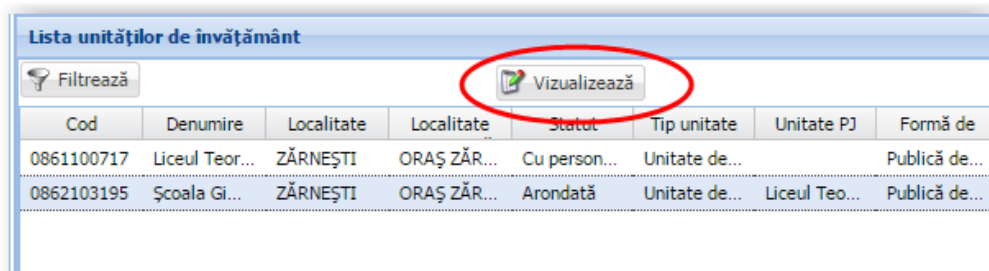 Lista unităților de învățământ
Filtrează Vizualizează
Cod Denumire Localitate Localitate Statut Tip unitate Unitate PJ Formă de
0861100717 Liceul Teor... ZĂRNEȘTI ORAȘ ZĂR... Cu person... Unitate de... Publică de...
0862103195 Școala Gi... ZĂRNEȘTI ORAȘ ZĂR... Arondată Unitate de... Liceul Teo... Publică de...